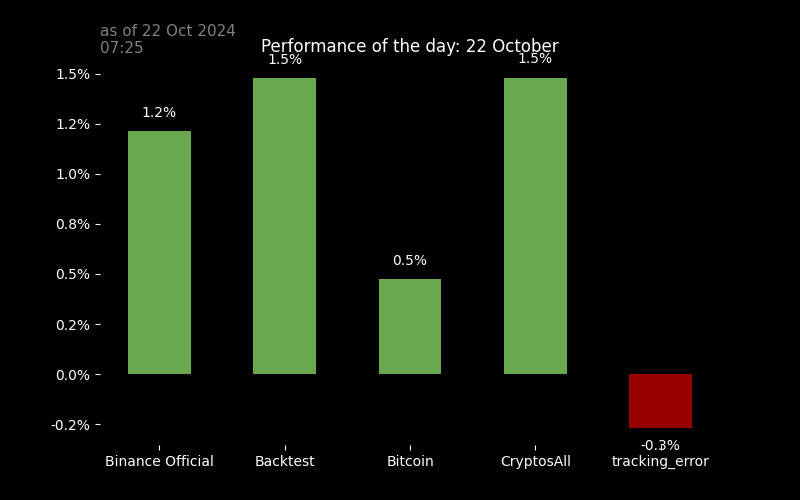 as of 22 Oct 2024
07:25
Performance of the day: 22 October
1.5%
1.2%
1.0%
0.8%
0.5%
0.2%
0.0%
-0.2%
1.2%
1.5%
0.5%
1.5%
-0.3%
Binance Official
Backtest
Bitcoin
CryptosAll
tracking_error